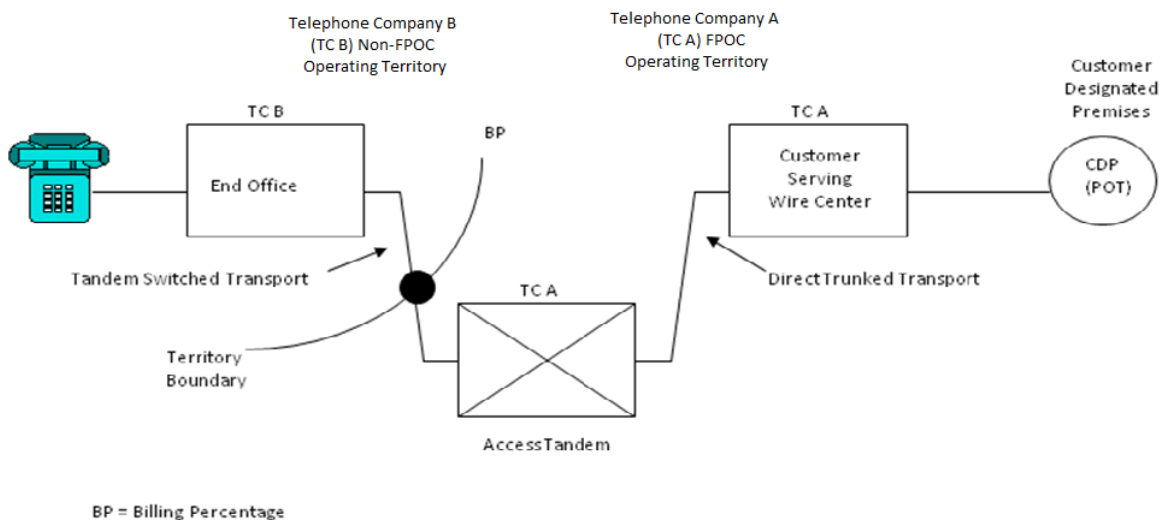 Telephone Company B
(TC B) Non-FPOC
Operating Territory
Telephone Company A
(TC A) FPOC
Operating Territory
Customer
Designated
Premises
TC B
BP
TC A
End Office
Customer
Serving
Wire Center
CDP
(POT)
Tandem Switched Transport
TC A
Direct Trunked Transport
Territory
Boundary
Access Tandem
BP = Billing Percentage